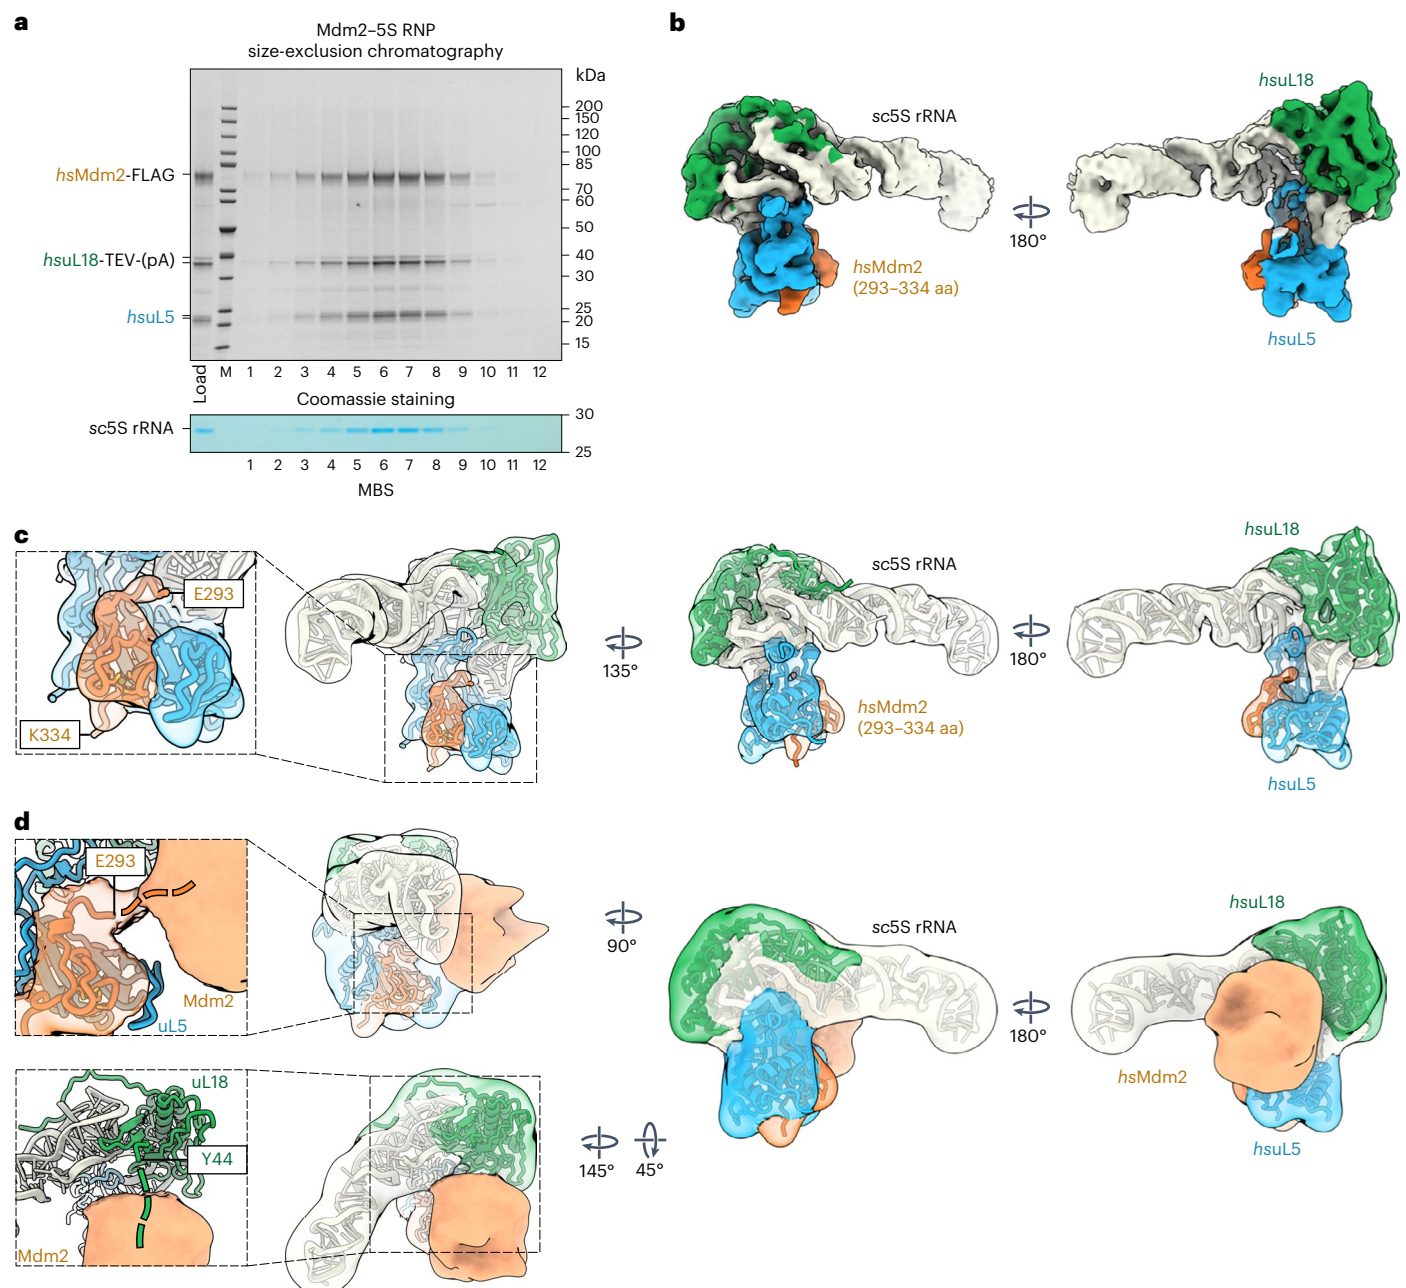 a
Mdm2–5S RNP
size-exclusion chromatography
kDa
200
150
120
100
85
70
60
50
40
30
25
20
15
hsMdm2-FLAG
hsuL18-TEV-(pA)
hsuL5
Load M 1 2 3 4 5 6 7 8 9 10 11 12
Coomassie staining
sc5S rRNA
30
25
1 2 3 4 5 6 7 8 9 10 11 12
MBS
b
hsuL18
sc5S rRNA
180°
hsMdm2
(293–334 aa)
hsuL5
c
E293
K334
135°
hsuL18
sc5S rRNA
180°
hsMdm2
(293–334 aa)
hsuL5
d
E293
Mdm2
uL5
90°
hsuL18
sc5S rRNA
180°
hsMdm2
hsuL5
uL18
Y44
Mdm2
145° 45°